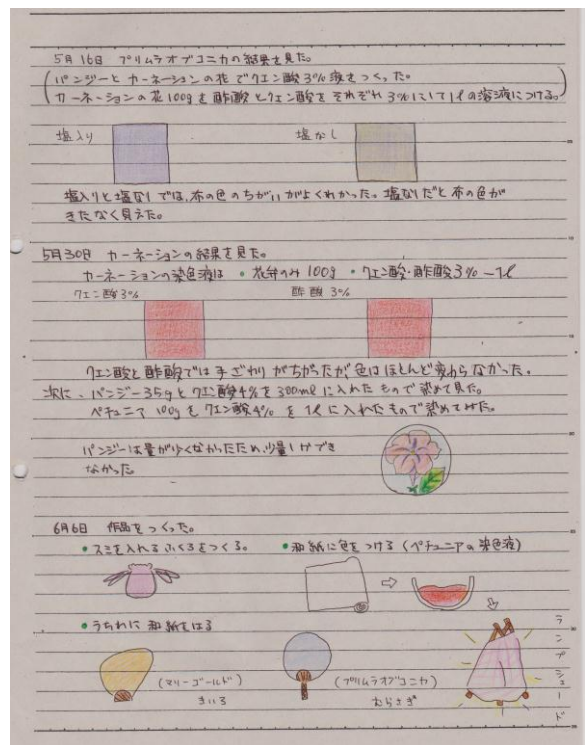 5月16日 プリムラオブコニカの結果を見た。
(パンジーとカーネーションの花でクエン酸3%液をつくった。
カーネーションの花100gを酢酸とクエン酸をそれぞれ3%にして1ℓの溶液につける。)
塩入り 塩なし
塩入りと塩なしでは、布の色のちがいがよくわかった。塩なしだと布の色が
きたなく見えた。
5月30日 カーネーションの結果を見た。
カーネーションの染色液は • 花弁のみ100g • クエン酸・酢酸3% ー1ℓ
クエン酸3% 酢酸 3%
クエン酸と酢酸では手ざわりがちがったが色はほとんど変わらなかった。
次に、パンジー35gとクエン酸4%を300mlに入れたもので染めて見た。
ペチュニア 100gをクエン酸4%を1ℓに入れたもので染めてみた。
パンジーは量が少なかったため、少量しかでき
なかった
6月6日 作品をつくった。
• スミを入れるふくろをつくる。 • 和紙に色をつける (ペチュニアの染色液)
• うちわに和紙をはる
(マリーゴールド)
きいろ
(プリムラオブコニカ)
むらさき
ランプシェード